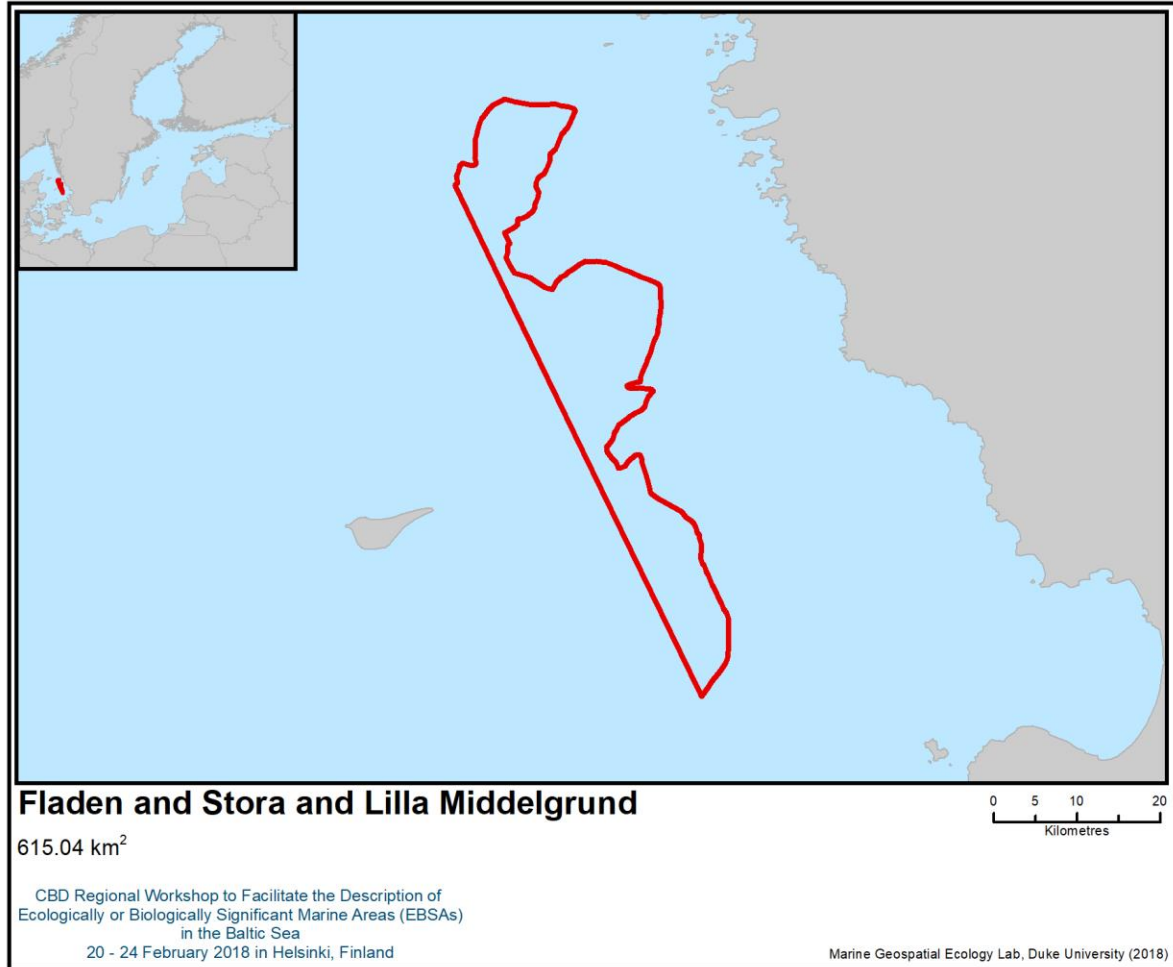 Fladen and Stora and Lilla Middelgrund
615.04 km²
0 5 10 20
Kilometres
CBD Regional Workshop to Facilitate the Description of
Ecologically or Biologically Significant Marine Areas (EBSAs)
in the Baltic Sea
20 - 24 February 2018 in Helsinki, Finland
Marine Geospatial Ecology Lab, Duke University (2018)